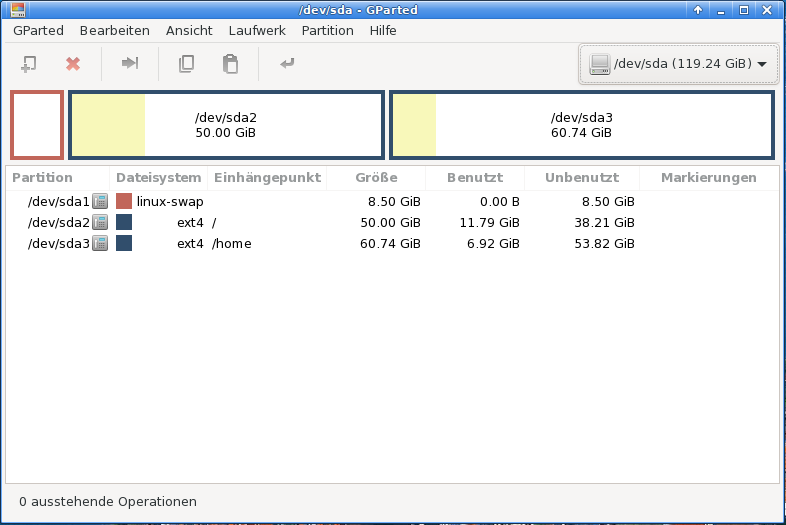 /dev/sda - GParted
GParted Bearbeiten Ansicht Laufwerk Partition Hilfe
/dev/sda (119.24 GiB)
/dev/sda2
50.00 GiB
/dev/sda3
60.74 GiB
Partition Dateisystem Einhängepunkt Größe Benutzt Unbenutzt Markierungen
/dev/sda1 linux-swap 8.50 GiB 0.00 B 8.50 GiB
/dev/sda2 ext4 / 50.00 GiB 11.79 GiB 38.21 GiB
/dev/sda3 ext4 /home 60.74 GiB 6.92 GiB 53.82 GiB
0 ausstehende Operationen